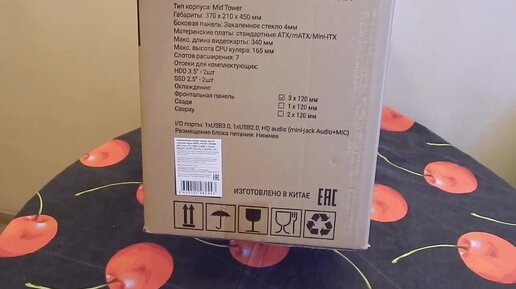 Тип корпуса: Mid Tower
Габариты: 370 x 210 x 450 мм
Боковая панель: Закаленное стекло 4мм
Материнские платы: стандартные ATX/mATX/Mini-ITX
Макс. длина видеокарты: 340 мм
Макс. высота CPU кулера: 165 мм
Слотов расширения: 7
Отсеки для комплектующих:
HDD 3.5" - 2шт
SSD 2.5" - 2шт
Охлаждение:
Фронтальная панель 3 x 120 мм
Сзади 1 x 120 мм
Сверху 2 x 120 мм
I/O порты: 1xUSB3.0, 1xUSB2.0, HD audio (mini-jack Audio+MIC)
Размещение блока питания: Нижнее
ИЗГОТОВЛЕНО В КИТАЕ EAC